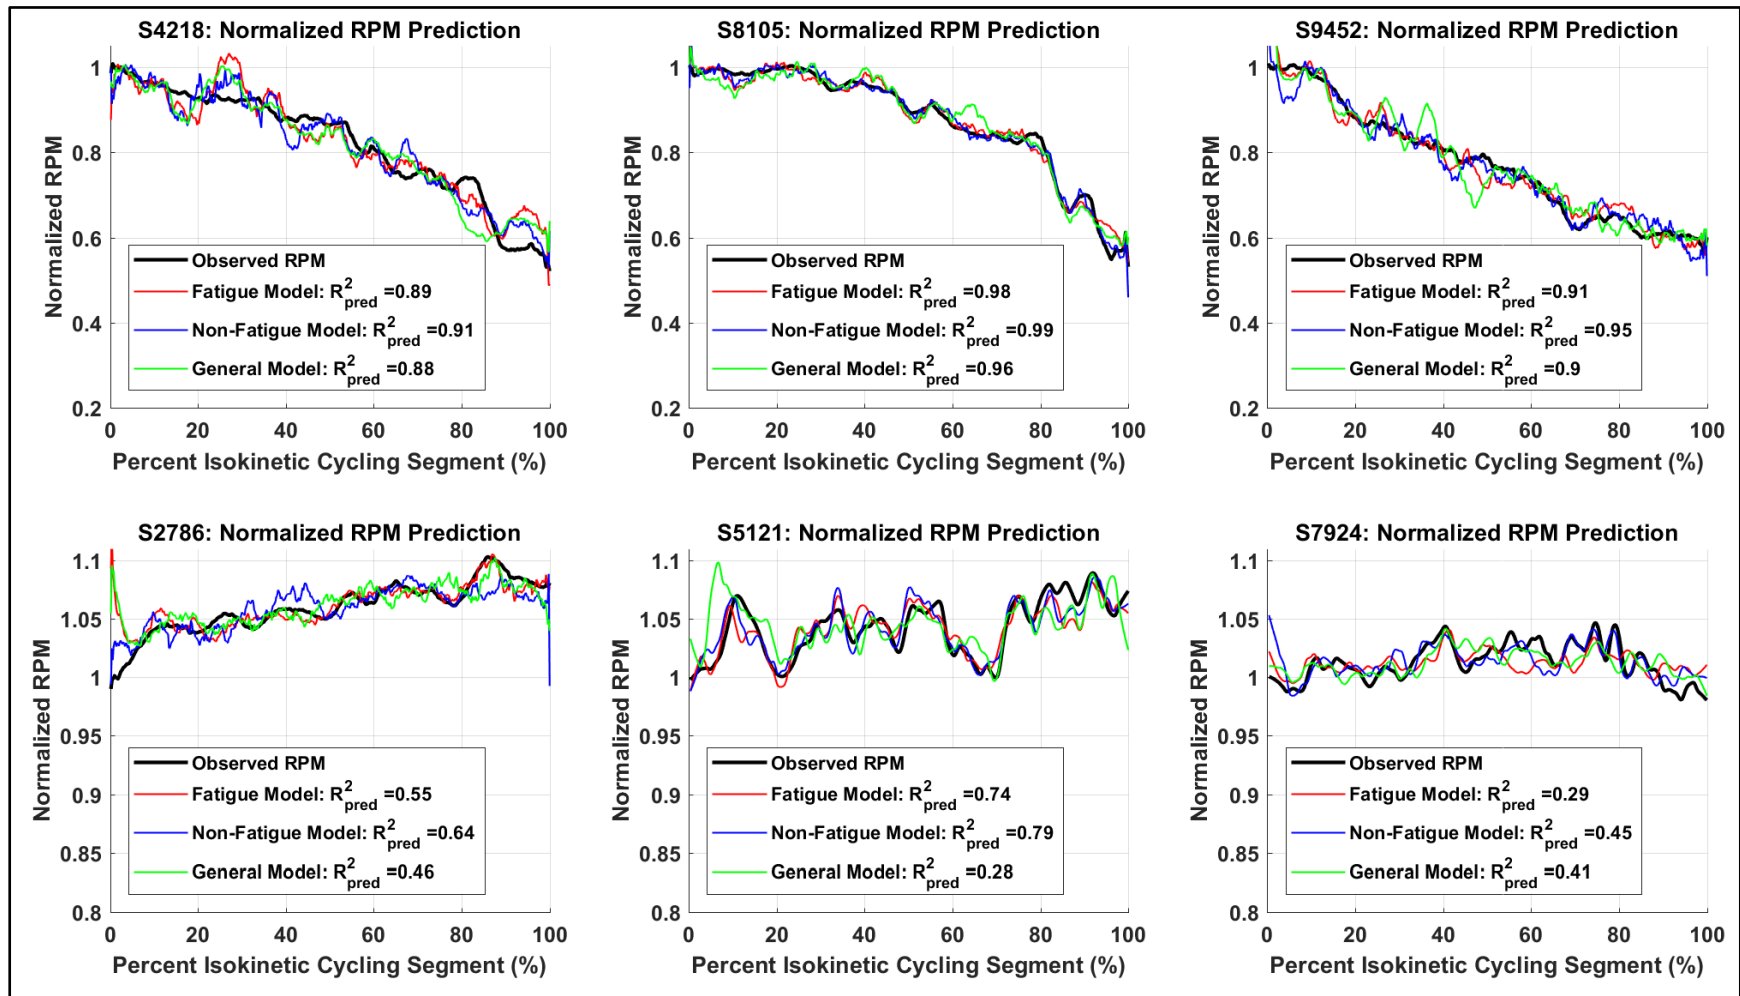 S4218: Normalized RPM Prediction
Normalized RPM
1
0.8
0.6
0.4
0.2
Observed RPM
Fatigue Model: R²pred =0.89
Non-Fatigue Model: R²pred =0.91
General Model: R²pred =0.88
0 20 40 60 80 100
Percent Isokinetic Cycling Segment (%)
S8105: Normalized RPM Prediction
Normalized RPM
1
0.8
0.6
0.4
0.2
Observed RPM
Fatigue Model: R²pred =0.98
Non-Fatigue Model: R²pred =0.99
General Model: R²pred =0.96
0 20 40 60 80 100
Percent Isokinetic Cycling Segment (%)
S9452: Normalized RPM Prediction
Normalized RPM
1
0.8
0.6
0.4
0.2
Observed RPM
Fatigue Model: R²pred =0.91
Non-Fatigue Model: R²pred =0.95
General Model: R²pred =0.9
0 20 40 60 80 100
Percent Isokinetic Cycling Segment (%)
S2786: Normalized RPM Prediction
Normalized RPM
1.1
1.05
1
0.95
0.9
0.85
0.8
Observed RPM
Fatigue Model: R²pred =0.55
Non-Fatigue Model: R²pred =0.64
General Model: R²pred =0.46
0 20 40 60 80 100
Percent Isokinetic Cycling Segment (%)
S5121: Normalized RPM Prediction
Normalized RPM
1.1
1.05
1
0.95
0.9
0.85
0.8
Observed RPM
Fatigue Model: R²pred =0.74
Non-Fatigue Model: R²pred =0.79
General Model: R²pred =0.28
0 20 40 60 80 100
Percent Isokinetic Cycling Segment (%)
S7924: Normalized RPM Prediction
Normalized RPM
1.1
1.05
1
0.95
0.9
0.85
0.8
Observed RPM
Fatigue Model: R²pred =0.29
Non-Fatigue Model: R²pred =0.45
General Model: R²pred =0.41
0 20 40 60 80 100
Percent Isokinetic Cycling Segment (%)